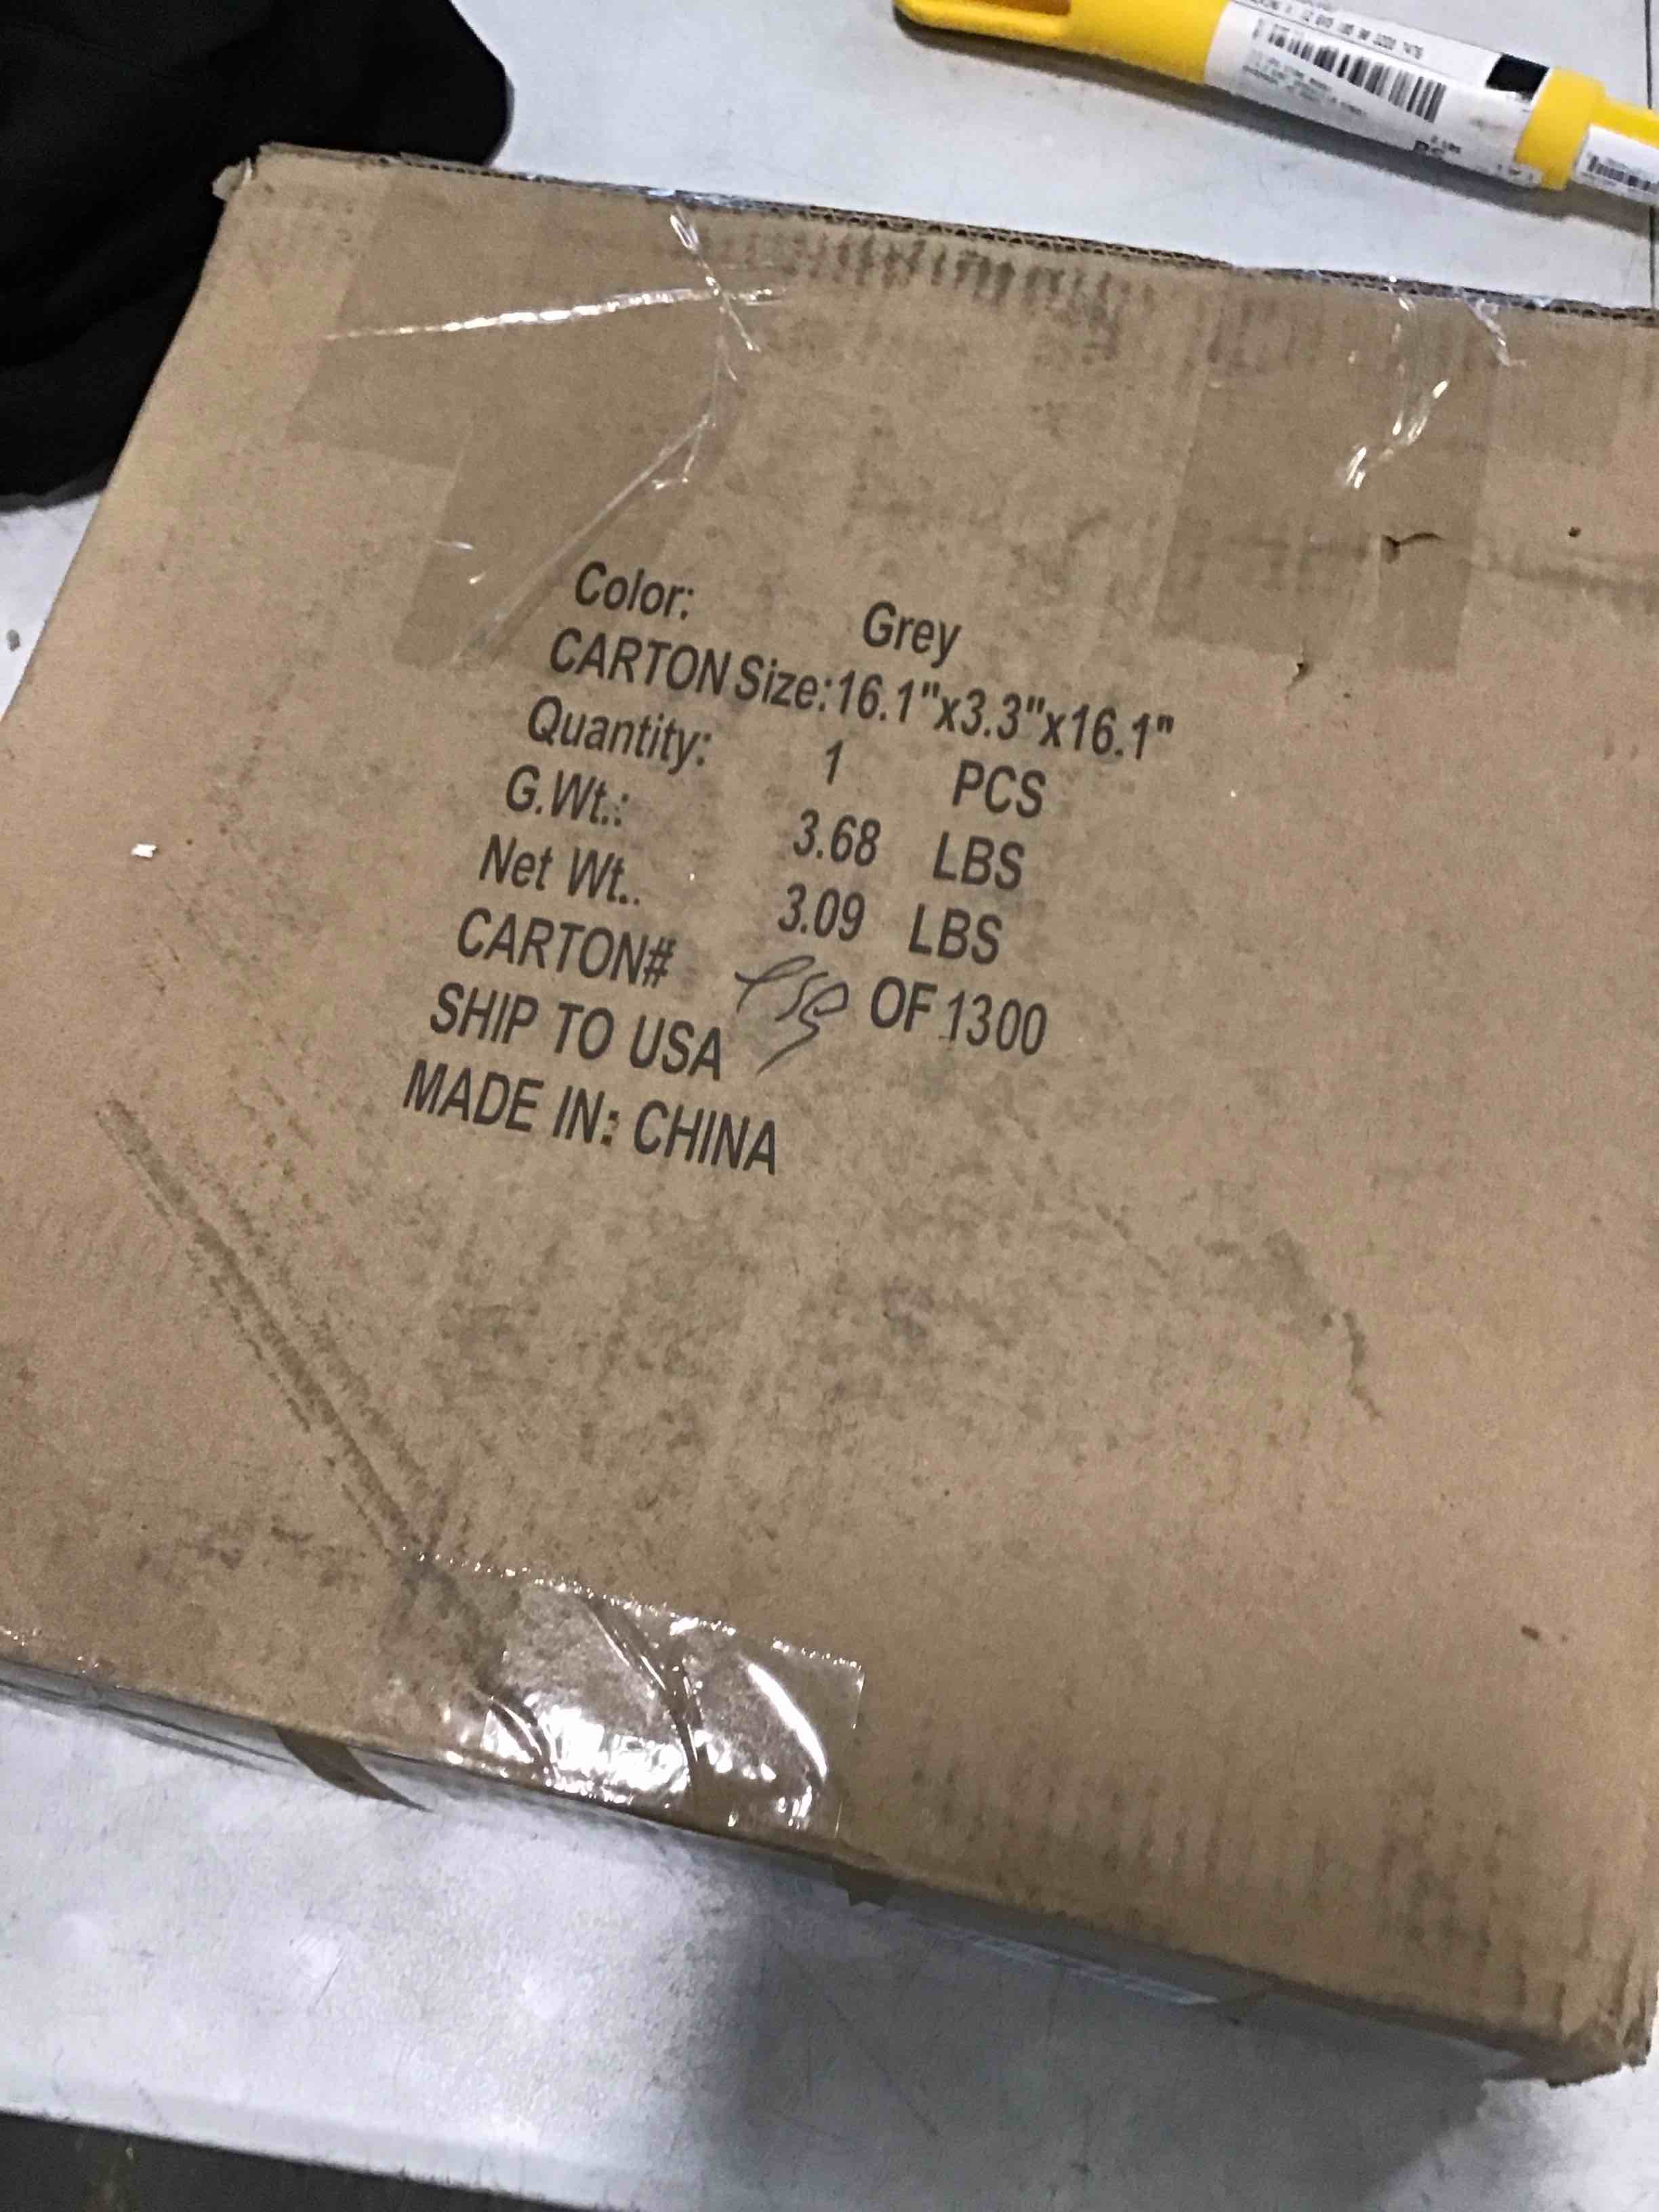 Color: Grey
CARTON Size:16.1"x3.3"x16.1"
Quantity: 1 PCS
G.Wt.: 3.68 LBS
Net Wt.. 3.09 LBS
CARTON# OF 1300
SHIP TO USA
MADE IN: CHINA